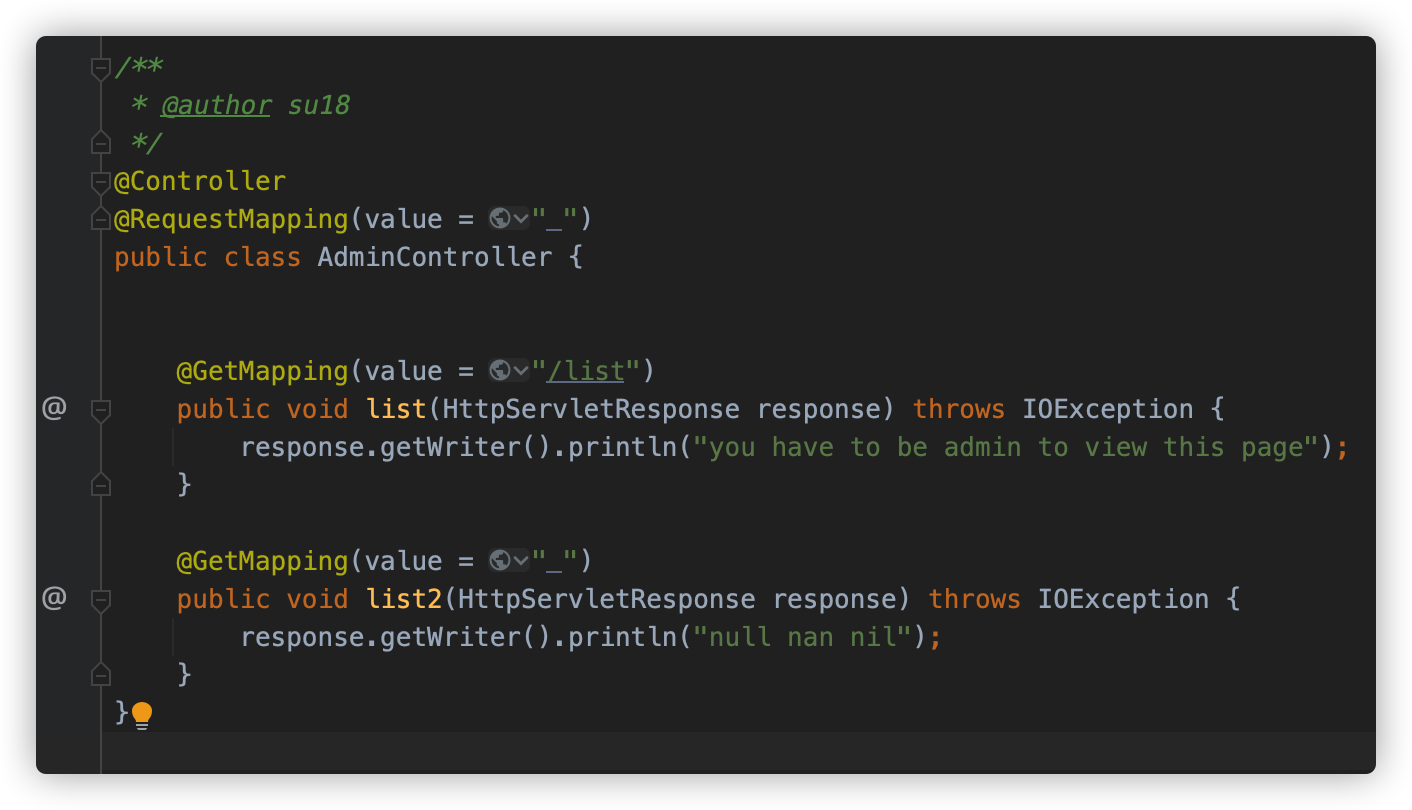 /**
 * @author su18
 */
@Controller
@RequestMapping(value = "_")
public class AdminController {
@GetMapping(value = "/list")
@ public void list(HttpServletResponse response) throws IOException {
response.getWriter().println("you have to be admin to view this page");
}
@GetMapping(value = "_")
@ public void list2(HttpServletResponse response) throws IOException {
response.getWriter().println("null nan nil");
}
}